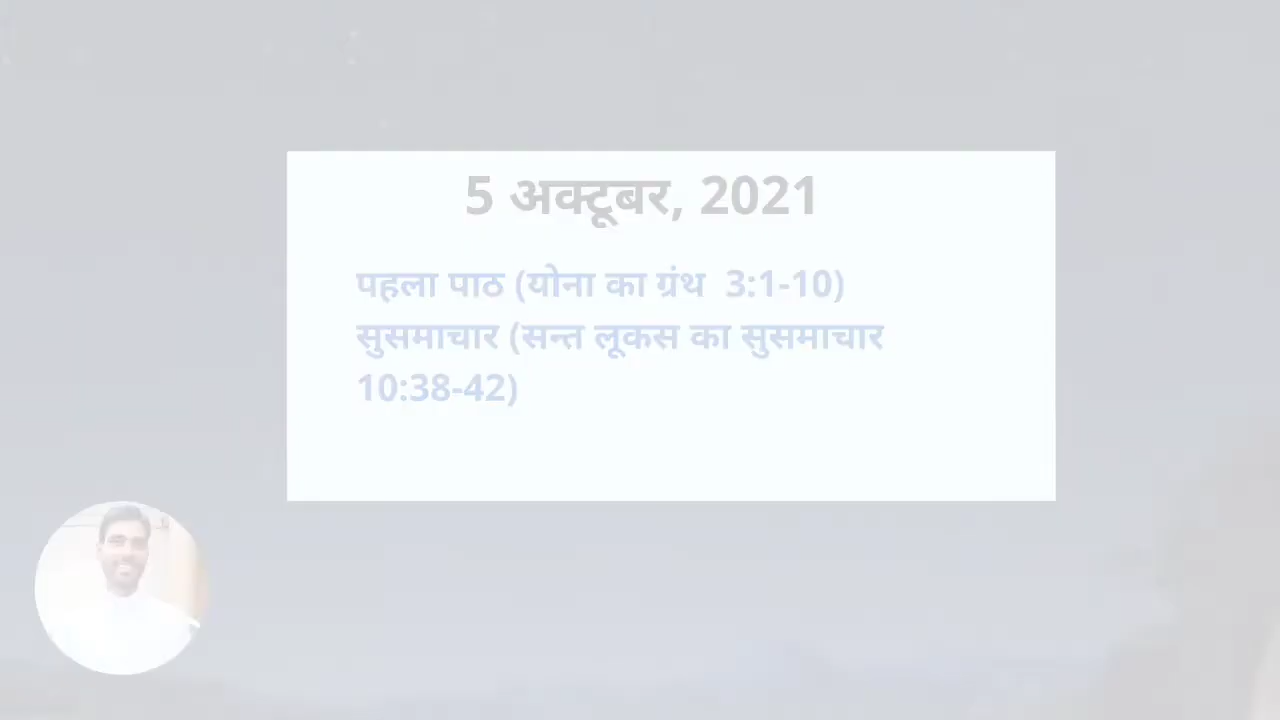 5 अक्टूबर, 2021
पहला पाठ (योना का ग्रंथ 3:1-10)
सुसमाचार (सन्त लूकस का सुसमाचार
10:38-42)